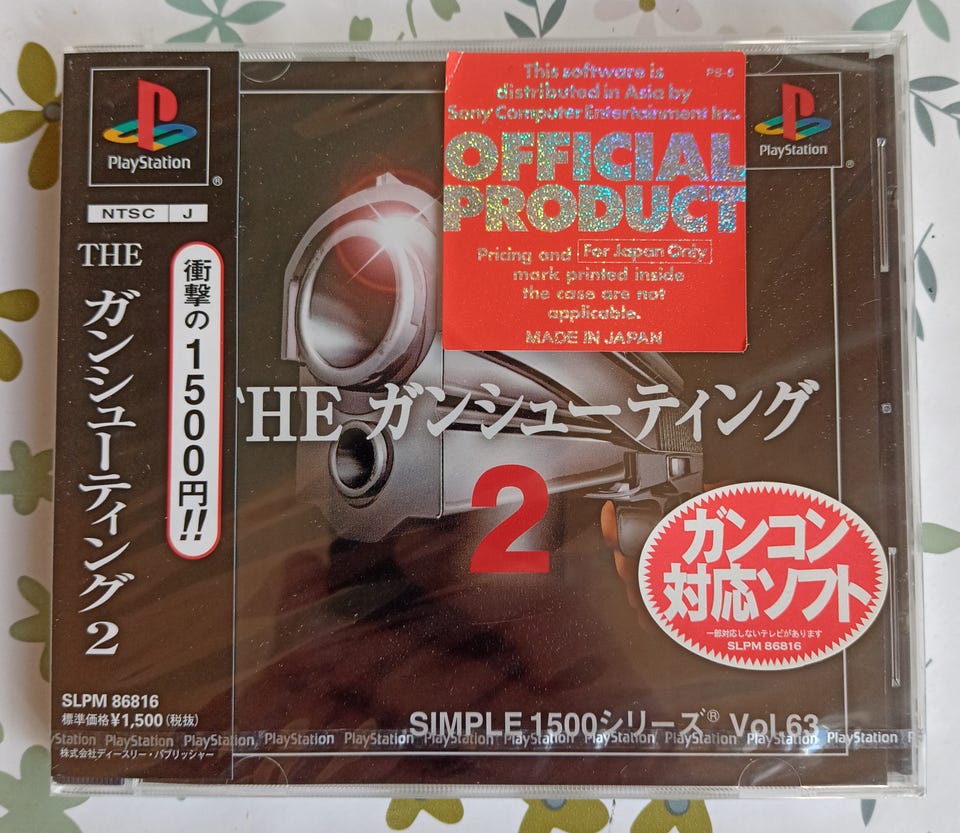 PlayStation
®
NTSC J
THE ガンシューティング2
衝撃の1500円!!
SLPM 86816
標準価格¥1,500(税抜)
株式会社ディースリー・パブリッシャー
This software is PS-6
distributed in Asia by
Sony Computer Entertainment Inc.
OFFICIAL
PRODUCT
Pricing and For Japan Only
mark printed inside
the case are not
applicable.
MADE IN JAPAN
PlayStation
®
THE ガンシューティング
2
ガンコン
対応ソフト
一部対応しないテレビがあります
SLPM 86816
SIMPLE 1500シリーズ® Vol.63
PlayStation PlayStation PlayStation PlayStation PlayStation PlayStation PlayStation PlayStation PlayStation PlayStation PlayStation